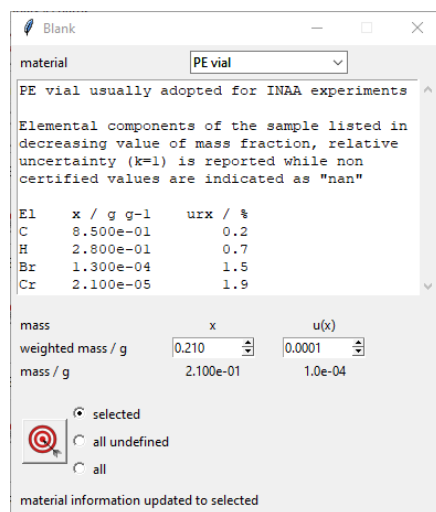 Blank
material PE vial
PE vial usually adopted for INAA experiments
Elemental components of the sample listed in
decreasing value of mass fraction, relative
uncertainty (k=1) is reported while non
certified values are indicated as "nan"
El x / g g-1 urx / %
C 8.500e-01 0.2
H 2.800e-01 0.7
Br 1.300e-04 1.5
Cr 2.100e-05 1.9
mass x u(x)
weighted mass / g 0.210 0.0001
mass / g 2.100e-01 1.0e-04
selected
all undefined
all
material information updated to selected